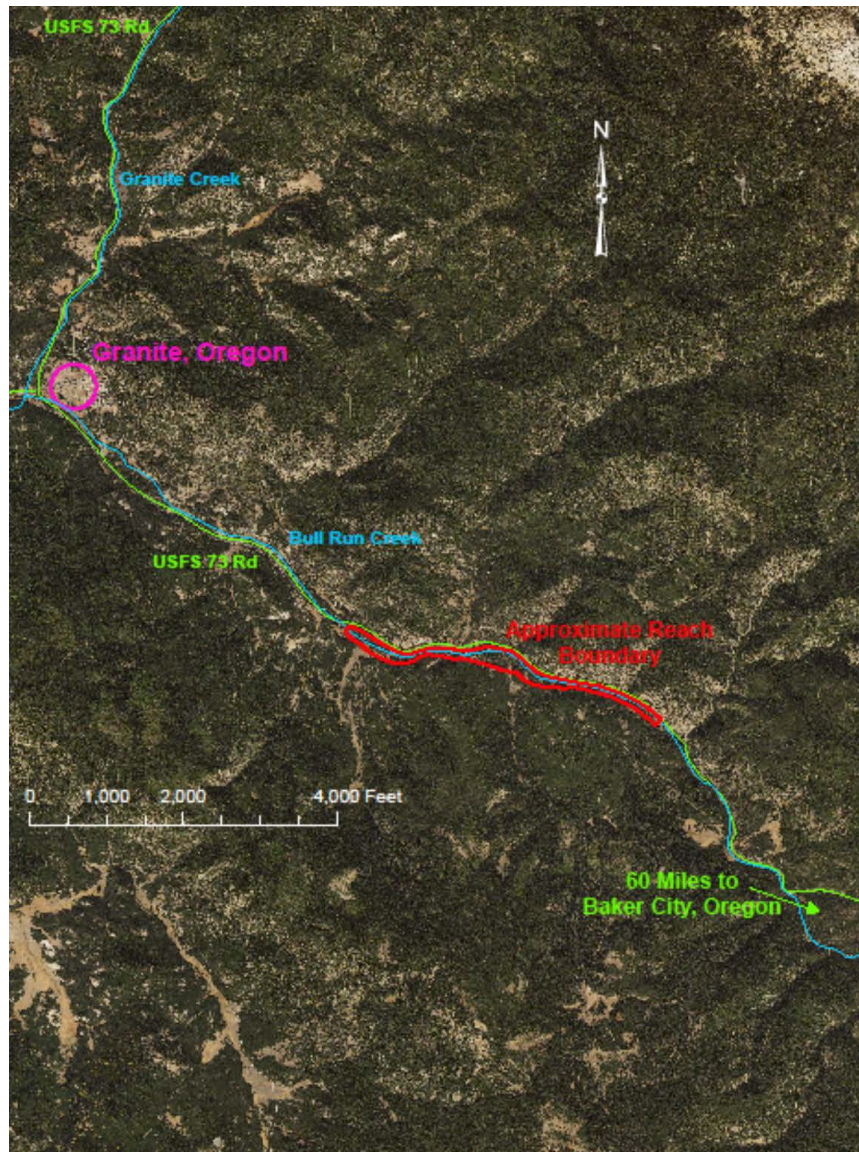 USFS 73 Rd
N
Granite Creek
Granite, Oregon
Bull Run Creek
USFS 73 Rd
Approximate Reach
Boundary
0 1,000 2,000 4,000 Feet
60 Miles to
Baker City, Oregon